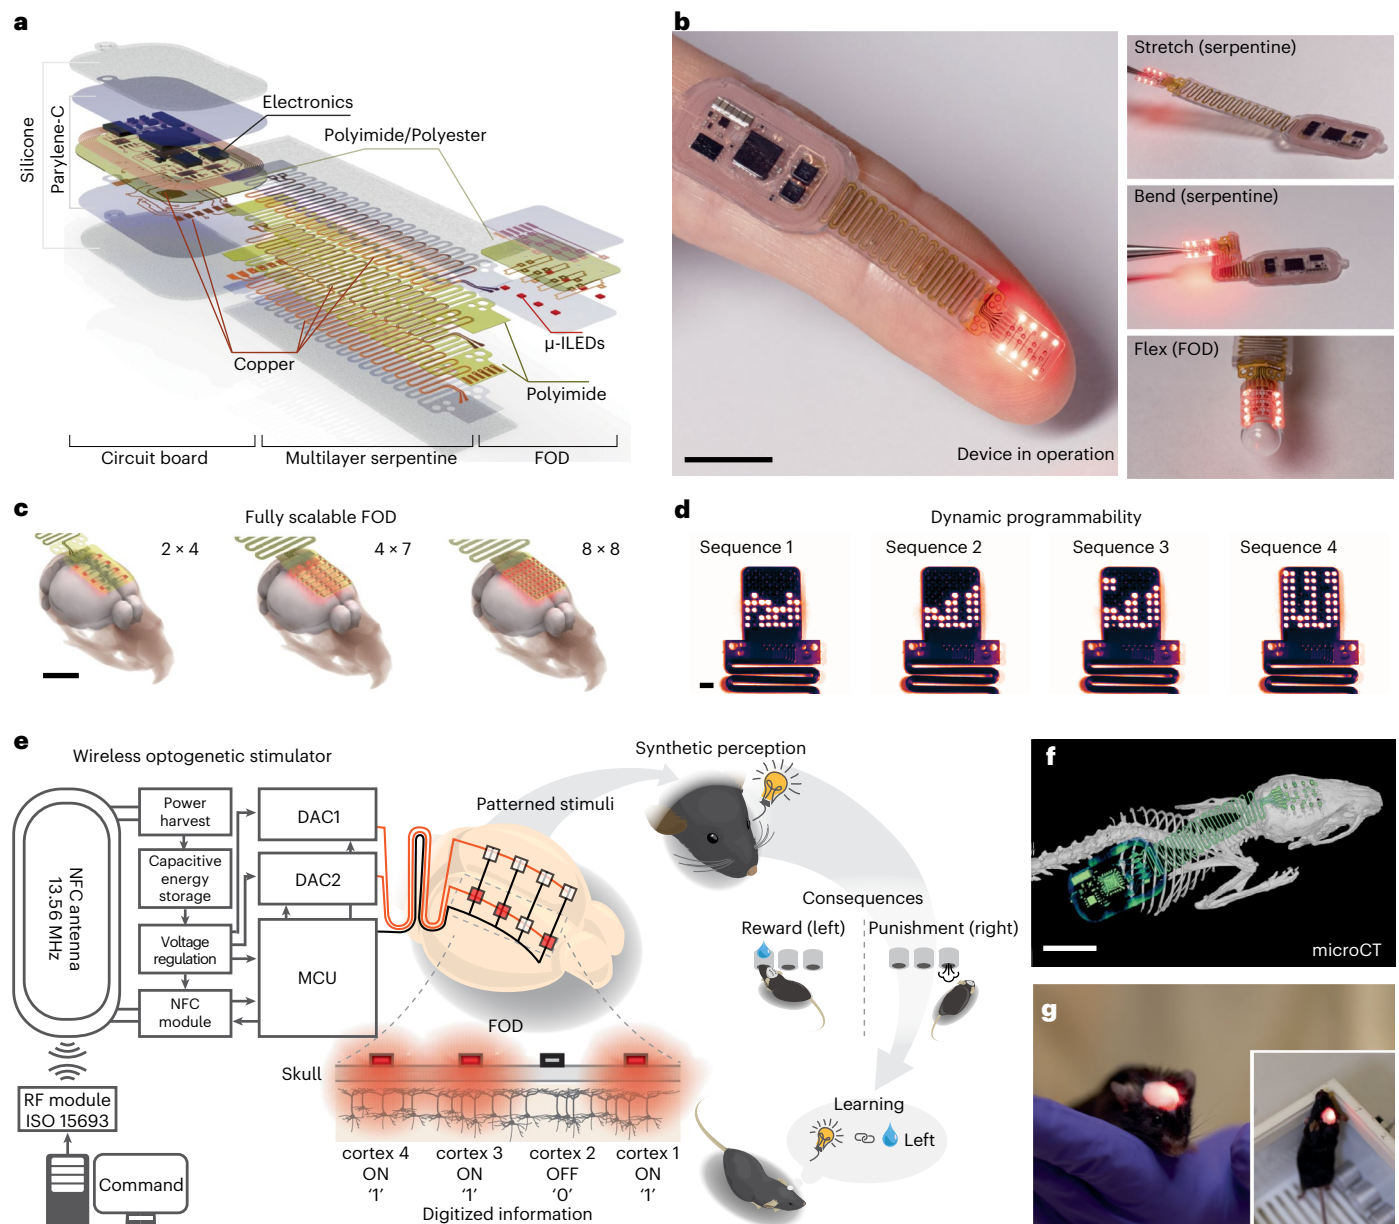 a
Silicone
Parylene-C
Electronics
Polyimide/Polyester
Copper
μ-ILEDs
Polyimide
Circuit board
Multilayer serpentine
FOD
b
Device in operation
Stretch (serpentine)
Bend (serpentine)
Flex (FOD)
c
Fully scalable FOD
2 × 4
4 × 7
8 × 8
d
Dynamic programmability
Sequence 1
Sequence 2
Sequence 3
Sequence 4
e
Wireless optogenetic stimulator
NFC antenna
13.56 MHz
Power
harvest
Capacitive
energy
storage
Voltage
regulation
NFC
module
DAC1
DAC2
MCU
RF module
ISO 15693
Command
Patterned stimuli
Synthetic perception
FOD
Skull
cortex 4
ON
'1'
cortex 3
ON
'1'
cortex 2
OFF
'0'
cortex 1
ON
'1'
Digitized information
Consequences
Reward (left)
Punishment (right)
Learning
Left
f
microCT
g